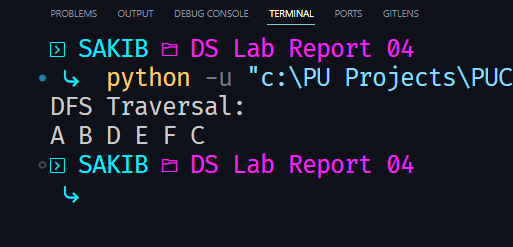 PROBLEMS OUTPUT DEBUG CONSOLE TERMINAL PORTS GITLENS
SAKIB DS Lab Report 04
python -u "c:\PU Projects\PUC
DFS Traversal:
A B D E F C
SAKIB DS Lab Report 04